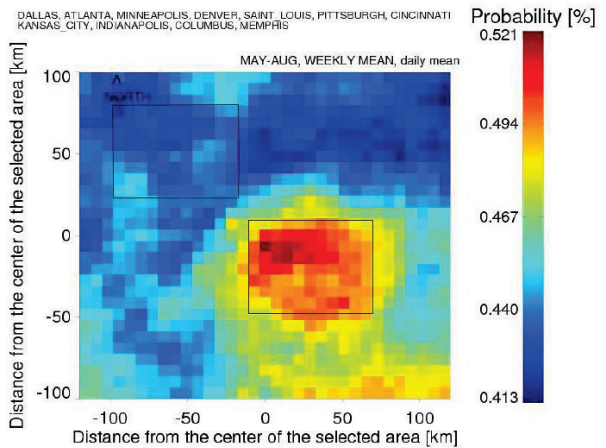 DALLAS, ATLANTA, MINNEAPOLIS, DENVER, SAINT_LOUIS, PITTSBURGH, CINCINNATI
KANSAS_CITY, INDIANAPOLIS, COLUMBUS, MEMPHIS
Probability [%]
MAY-AUG, WEEKLY MEAN, daily mean
0.521
0.494
0.467
0.440
0.413
Distance from the center of the selected area [km]
100
50
0
-50
-100
^
NORTH
-100
-50
0
50
100
Distance from the center of the selected area [km]